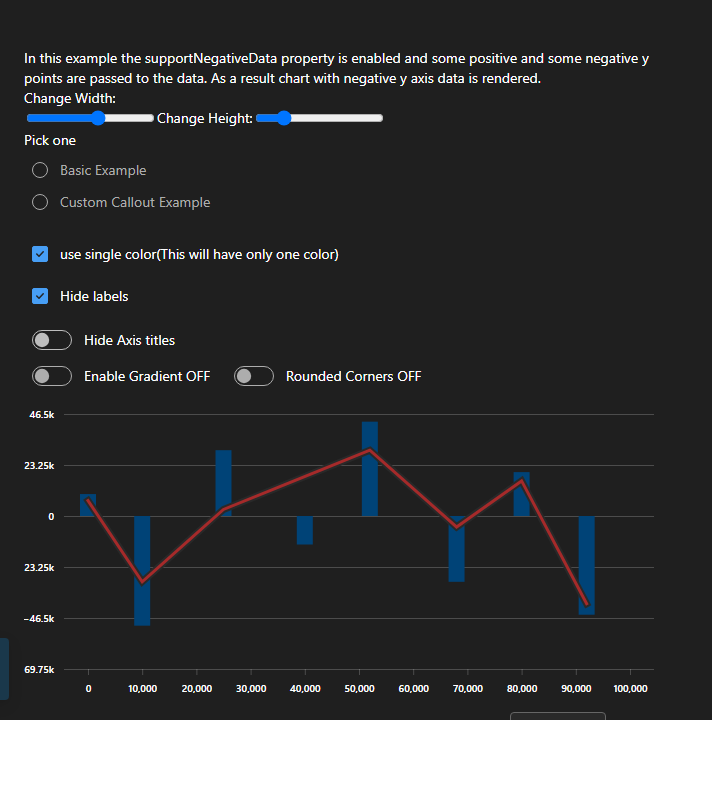 In this example the supportNegativeData property is enabled and some positive and some negative y
points are passed to the data. As a result chart with negative y axis data is rendered.
Change Width:
Change Height:
Pick one
Basic Example
Custom Callout Example
use single color(This will have only one color)
Hide labels
Hide Axis titles
Enable Gradient OFF Rounded Corners OFF
46.5k
23.25k
0
23.25k
−46.5k
69.75k
0 10,000 20,000 30,000 40,000 50,000 60,000 70,000 80,000 90,000 100,000